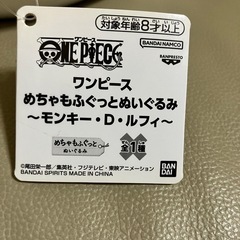 対象年齢8才以上
ONE PIECE
BANDAI NAMCO
BANPRESTO
ワンピース
めちゃもふぐっとぬいぐるみ
～モンキー・D・ルフィ～
めちゃもふぐっと
ぬいぐるみ
全1種
©尾田栄一郎/集英社・フジテレビ・東映アニメーション
BANDAI SPIRITS MADE IN CHINA
BAN
DAI